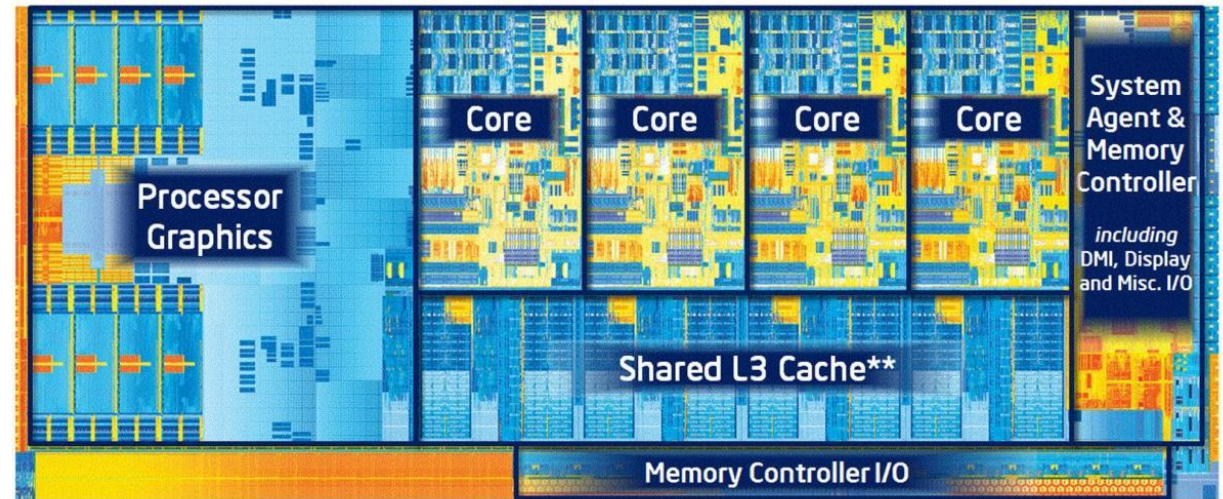 Processor
Graphics
Core
Core
Core
Core
System
Agent &
Memory
Controller
including
DMI, Display
and Misc. I/O
Shared L3 Cache**
Memory Controller I/O